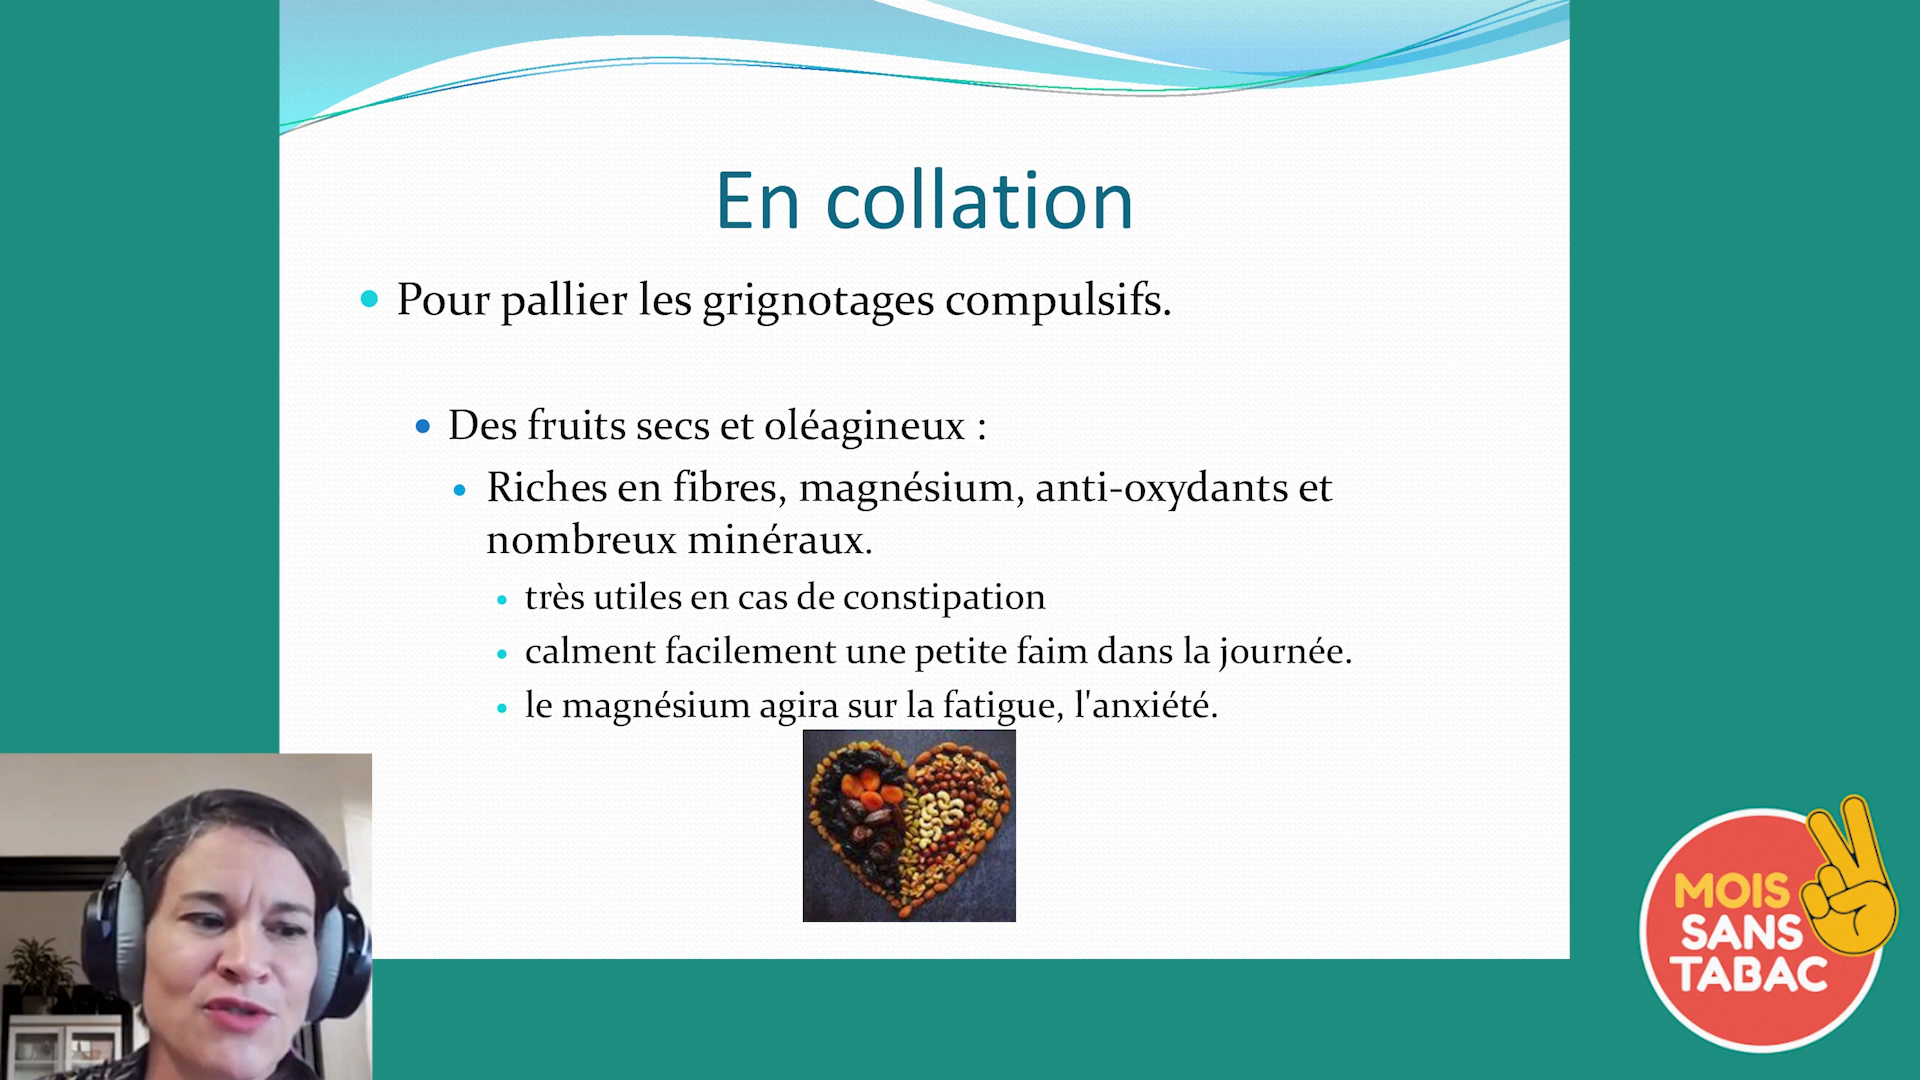 En collation
Pour pallier les grignotages compulsifs.
Des fruits secs et oléagineux :
Riches en fibres, magnésium, anti-oxydants et
nombreux minéraux.
très utiles en cas de constipation
calment facilement une petite faim dans la journée.
le magnésium agira sur la fatigue, l'anxiété.
MOIS
SANS
TABAC